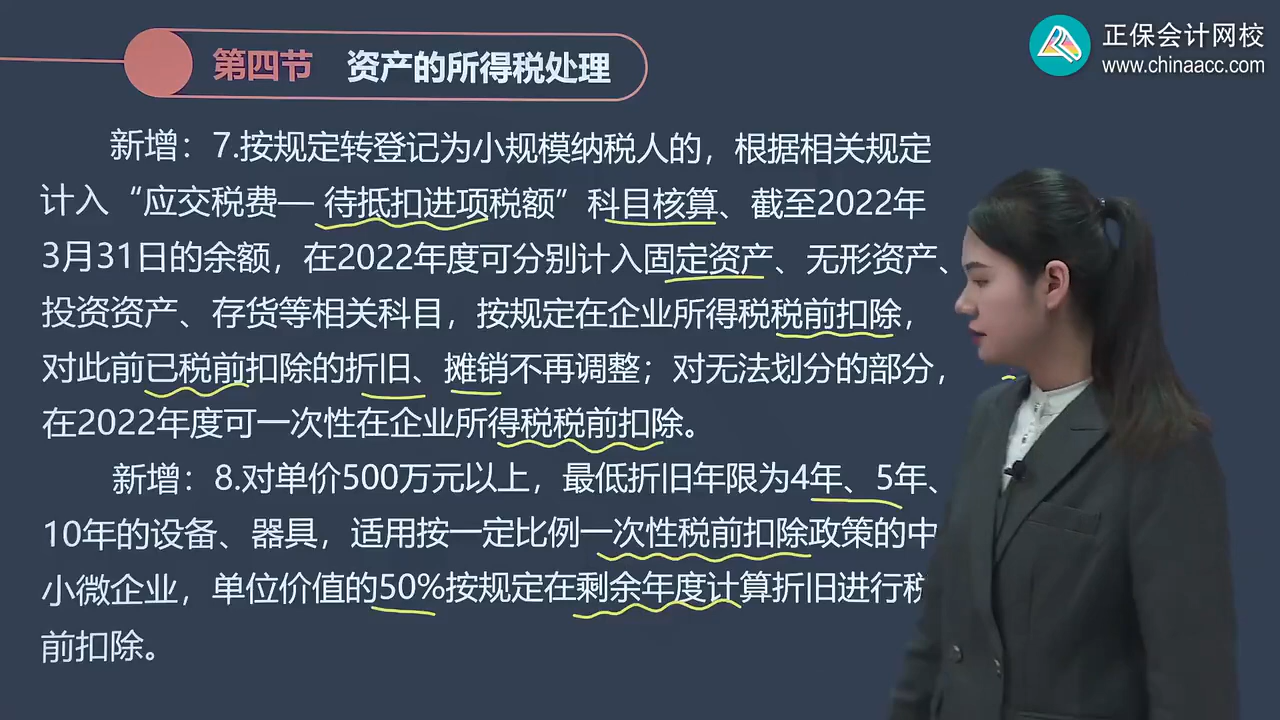 第四节 资产的所得税处理
正保会计网校
www.chinaacc.com
新增：7.按规定转登记为小规模纳税人的，根据相关规定
计入“应交税费—待抵扣进项税额”科目核算、截至2022年
3月31日的余额，在2022年度可分别计入固定资产、无形资产、
投资资产、存货等相关科目，按规定在企业所得税税前扣除，
对此前已税前扣除的折旧、摊销不再调整；对无法划分的部分，
在2022年度可一次性在企业所得税税前扣除。
新增：8.对单价500万元以上，最低折旧年限为4年、5年、
10年的设备、器具，适用按一定比例一次性税前扣除政策的中
小微企业，单位价值的50%按规定在剩余年度计算折旧进行税
前扣除。